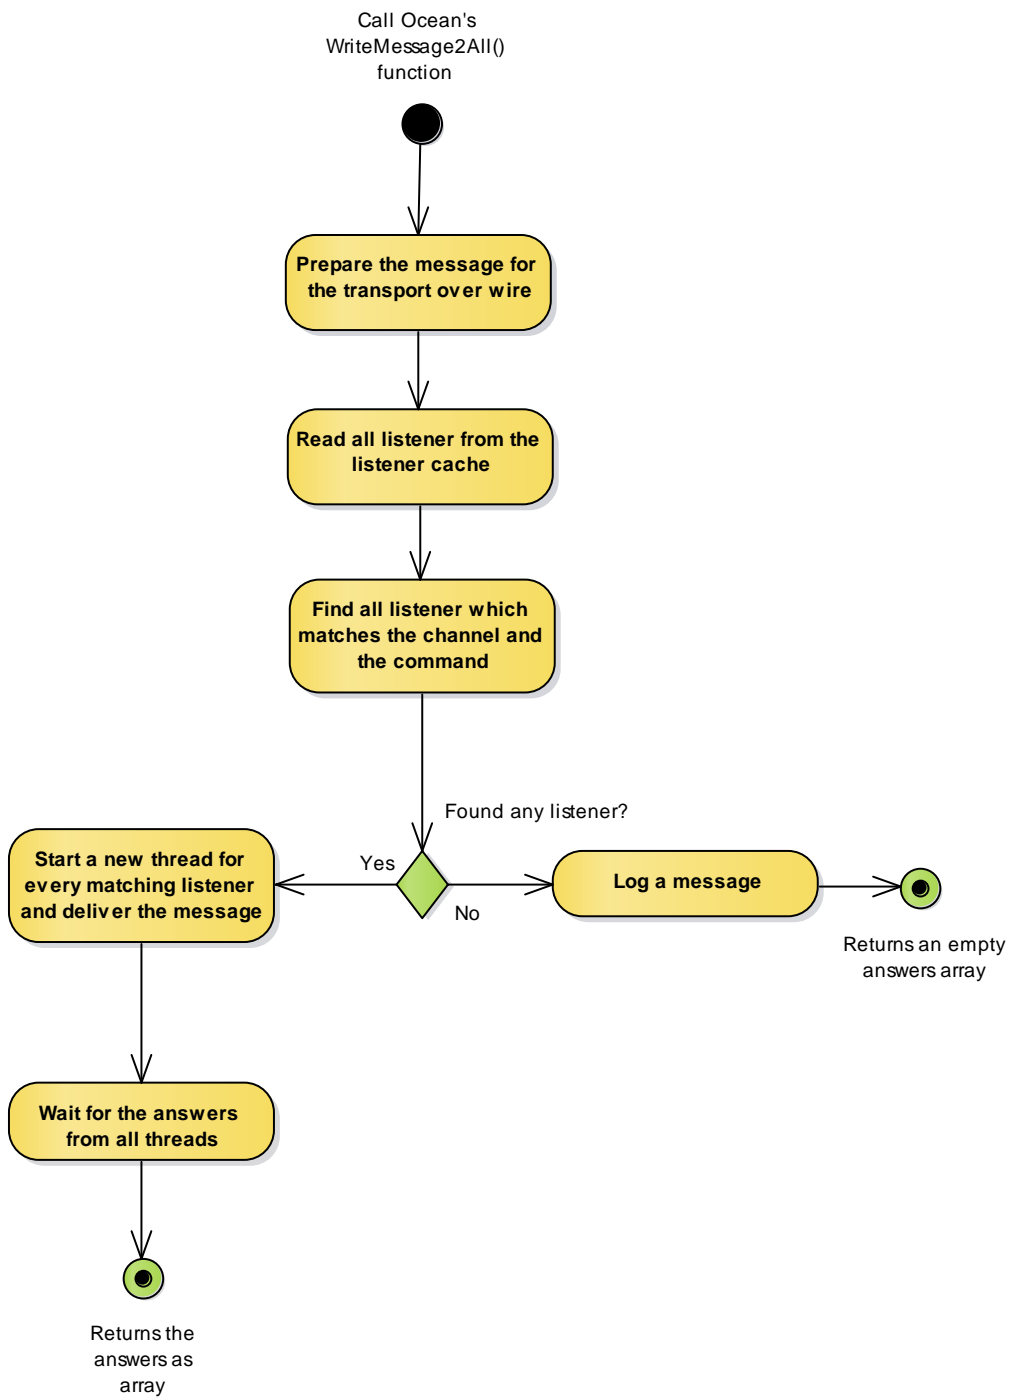 Call Ocean's
WriteMessage2All()
function
Prepare the message for
the transport over wire
Read all listener from the
listener cache
Find all listener which
matches the channel and
the command
Found any listener?
Yes
No
Start a new thread for
every matching listener
and deliver the message
Log a message
Returns an empty
answers array
Wait for the answers
from all threads
Returns the
answers as
array